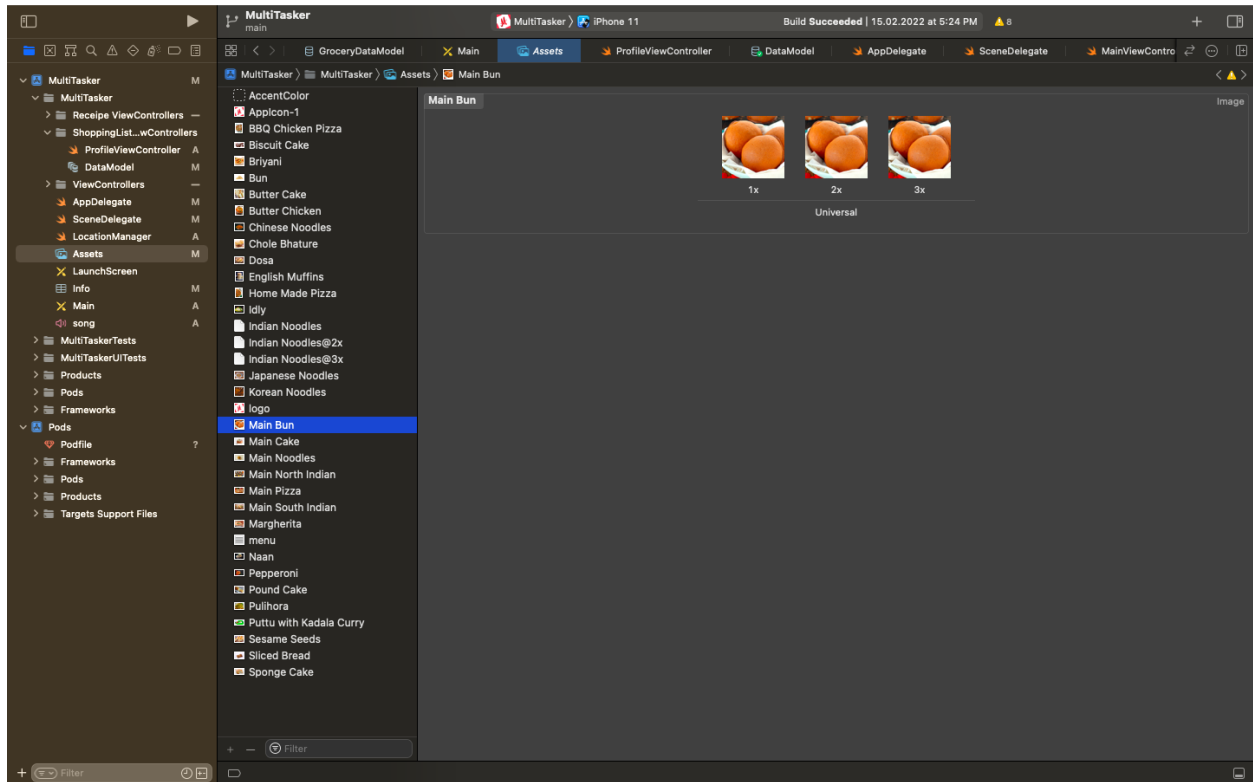 MultiTasker
main
MultiTasker 〉 iPhone 11
Build Succeeded | 15.02.2022 at 5:24 PM
8
GroceryDataModel
Main
Assets
ProfileViewController
DataModel
AppDelegate
SceneDelegate
MainViewContro
MultiTasker 〉 MultiTasker 〉 Assets 〉 Main Bun
MultiTasker M
MultiTasker
Receipe ViewControllers
ShoppingList...wControllers
ProfileViewController A
DataModel M
ViewControllers
AppDelegate M
SceneDelegate M
LocationManager A
Assets M
LaunchScreen
Info M
Main A
song A
MultiTaskerTests
MultiTaskerUITests
Products
Pods
Frameworks
Pods
Podfile ?
Frameworks
Pods
Products
Targets Support Files
Filter
AccentColor
AppIcon-1
BBQ Chicken Pizza
Biscuit Cake
Briyani
Bun
Butter Cake
Butter Chicken
Chinese Noodles
Chole Bhature
Dosa
English Muffins
Home Made Pizza
Idly
Indian Noodles
Indian Noodles@2x
Indian Noodles@3x
Japanese Noodles
Korean Noodles
logo
Main Bun
Main Cake
Main Noodles
Main North Indian
Main Pizza
Main South Indian
Margherita
menu
Naan
Pepperoni
Pound Cake
Pulihora
Puttu with Kadala Curry
Sesame Seeds
Sliced Bread
Sponge Cake
Filter
Main Bun
Image
1x
2x
3x
Universal